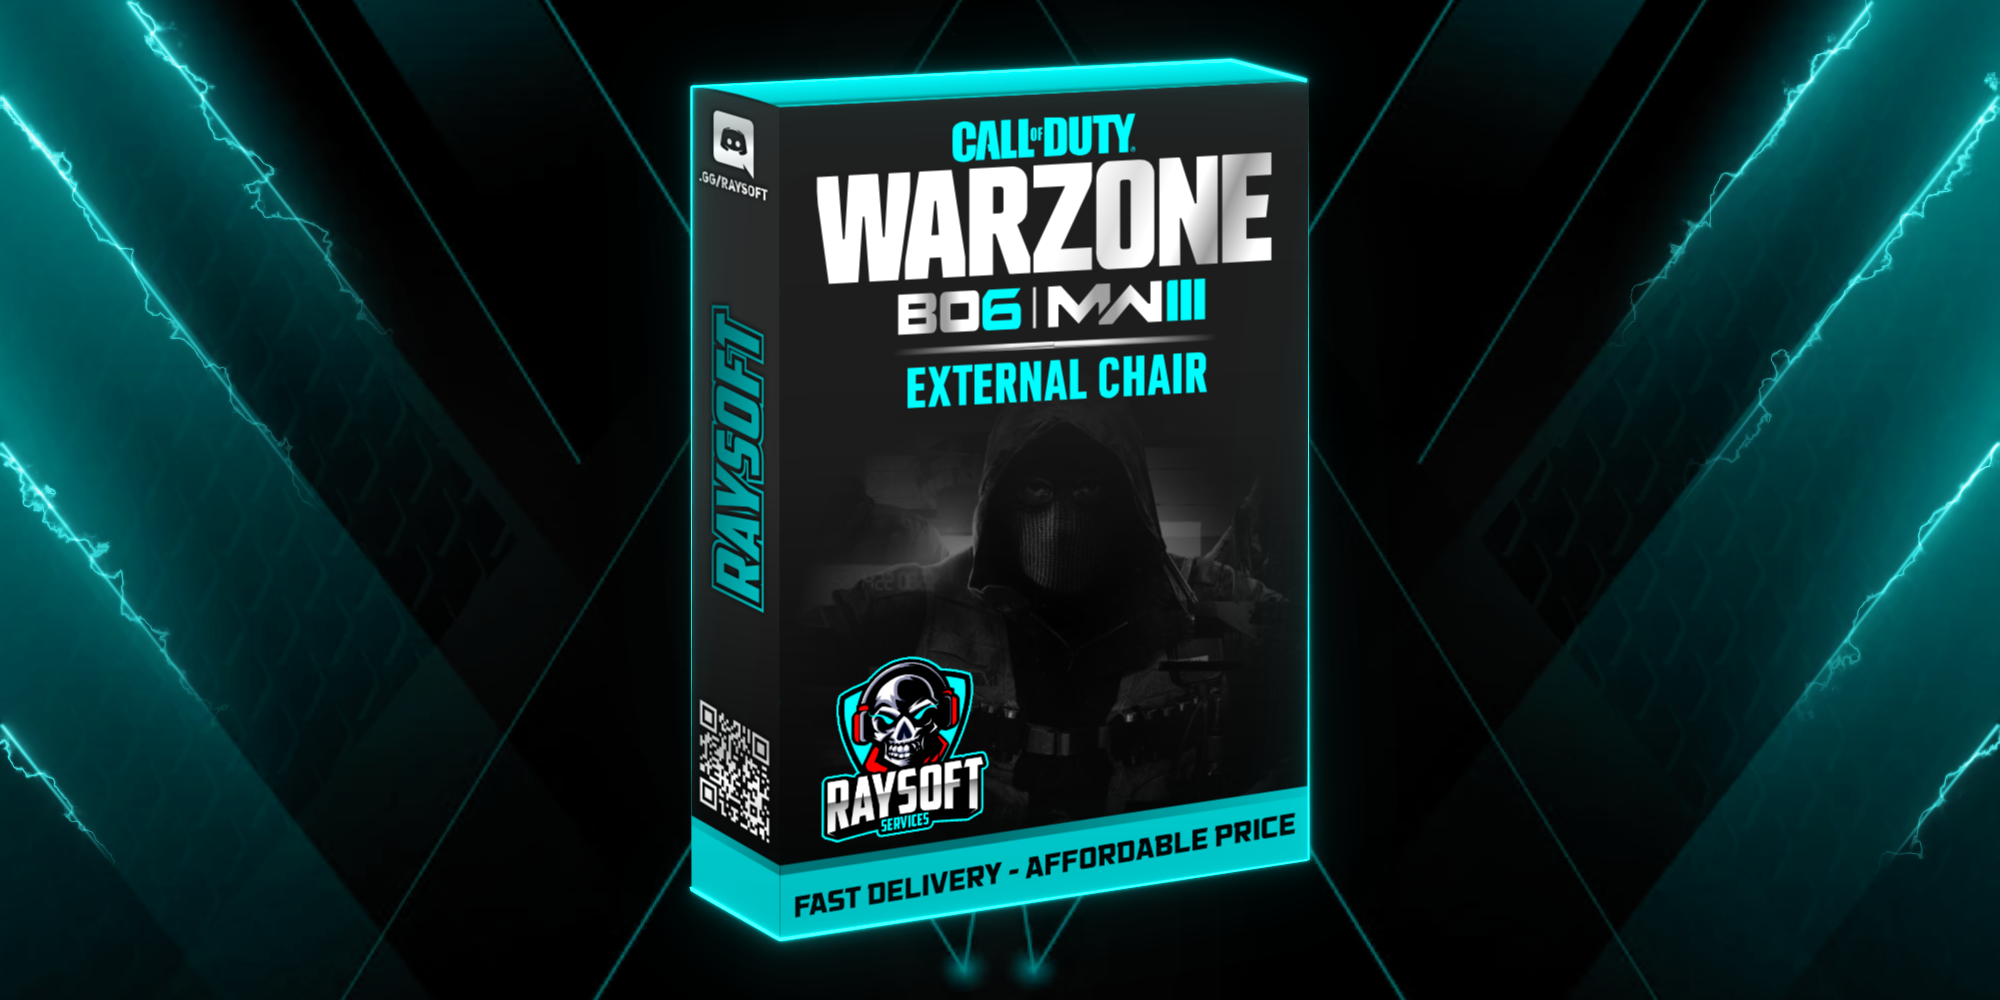 .GG/RAYSOFT
RAYSOFT
CALL OF DUTY
WARZONE
BO6 | MWIII
EXTERNAL CHAIR
RAYSOFT
SERVICES
FAST DELIVERY - AFFORDABLE PRICE